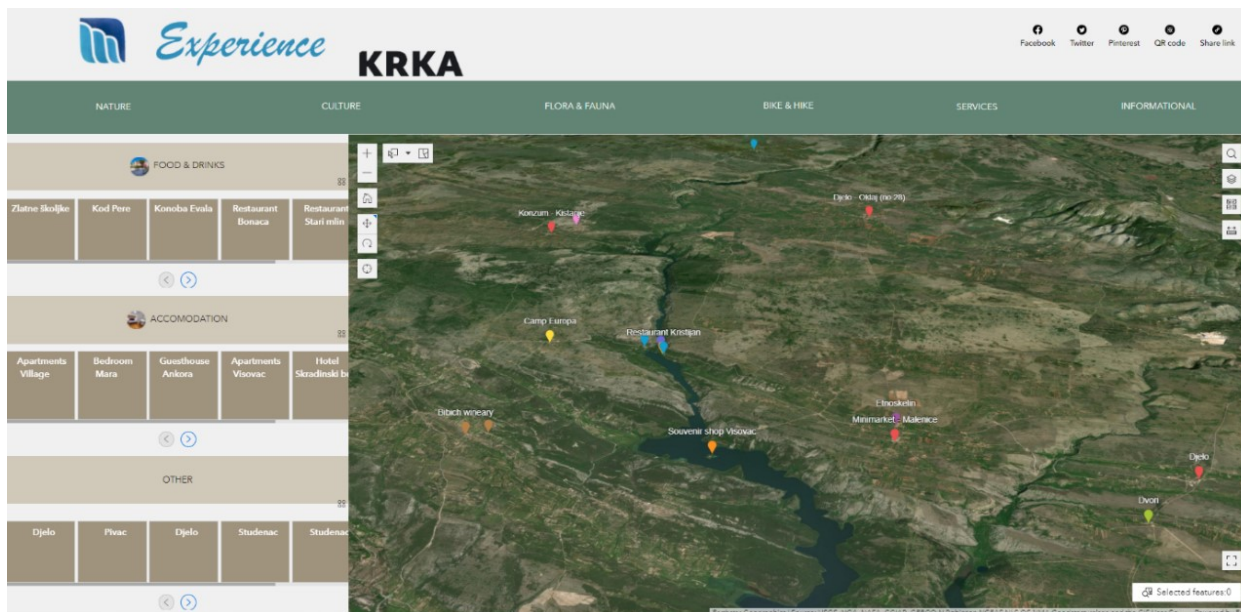 Experience
KRKA
Facebook Twitter Pinterest QR code Share link
NATURE CULTURE FLORA & FAUNA BIKE & HIKE SERVICES INFORMATIONAL
FOOD & DRINKS
Zlatne školjke
Kod Pere
Konoba Evala
Restaurant
Bonaca
Restaurant
Stari mlin
ACCOMODATION
Apartments
Village
Bedroom
Mara
Guesthouse
Ankora
Apartments
Visovac
Hotel
Skradinski bu
OTHER
Djelo
Pivac
Djelo
Studenac
Studenac
Konzum - Kistanje
Djelo - Oklaj (no 28)
Camp Europa
Restaurant Kristijan
Bibich wineary
Etnoskelin
Minimarket - Malenice
Souvenir shop Visovac
Djelo
Dvori
Selected features:0